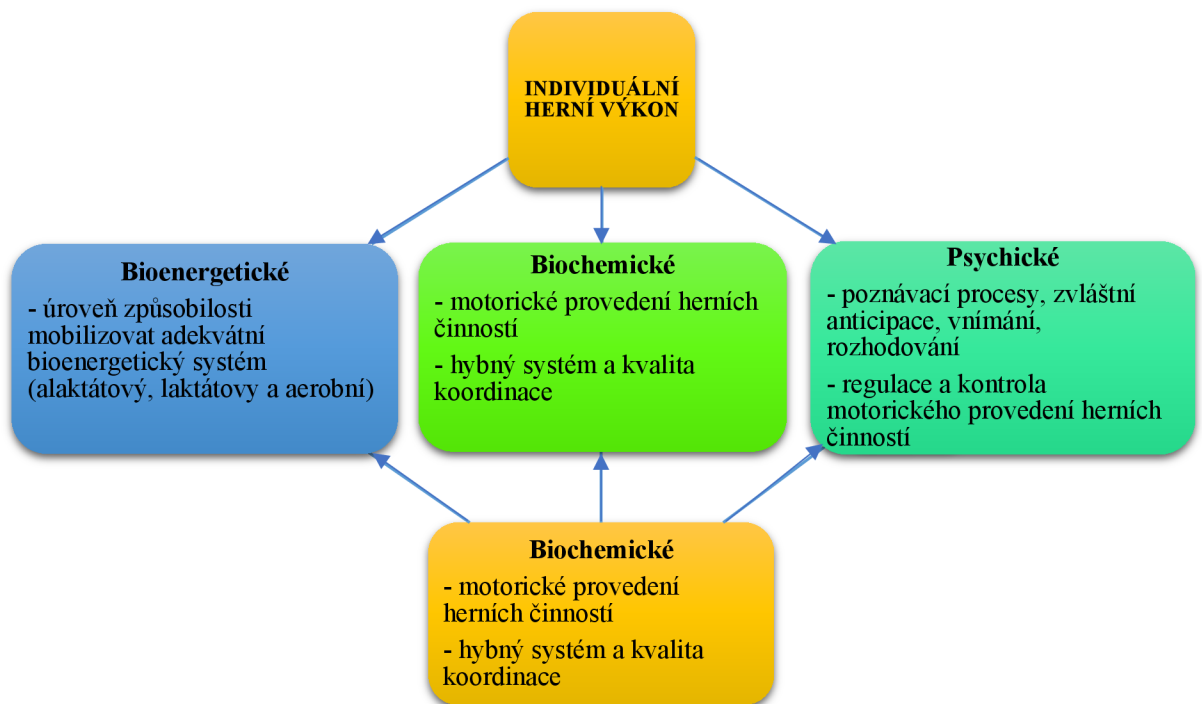 INDIVIDUÁLNÍ
HERNÍ VÝKON
Bioenergetické
- úroveň způsobilosti
mobilizovat adekvátní
bioenergetický systém
(alaktátový, laktátovy a aerobní)
Biochemické
- motorické provedení herních
činností
- hybný systém a kvalita
koordinace
Psychické
- poznávací procesy, zvláštní
anticipace, vnímání,
rozhodování
- regulace a kontrola
motorického provedení herních
činností
Biochemické
- motorické provedení
herních činností
- hybný systém a kvalita
koordinace